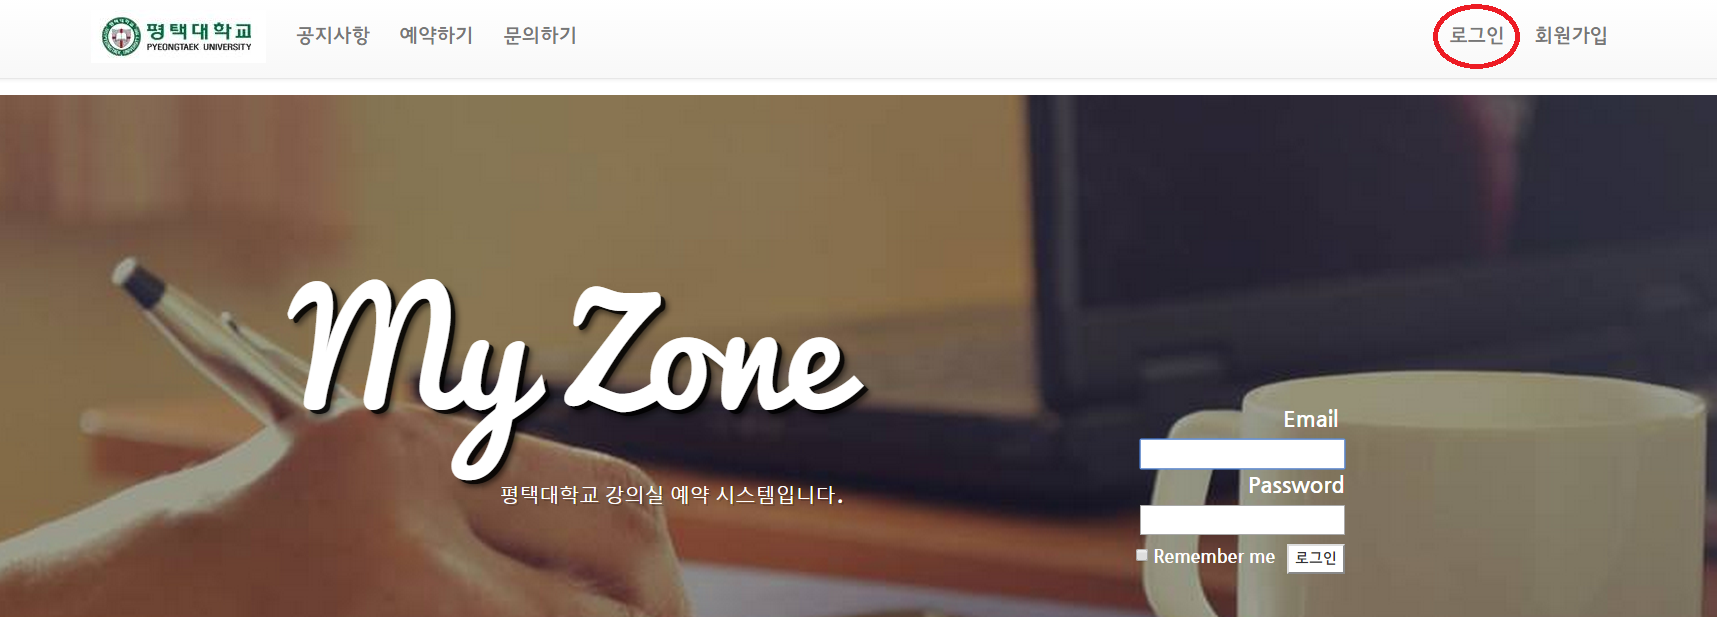 평택대학교
PYEONGTAEK UNIVERSITY
공지사항 예약하기 문의하기 로그인 회원가입
My Zone
평택대학교 강의실 예약 시스템입니다.
Email
Password
Remember me 로그인